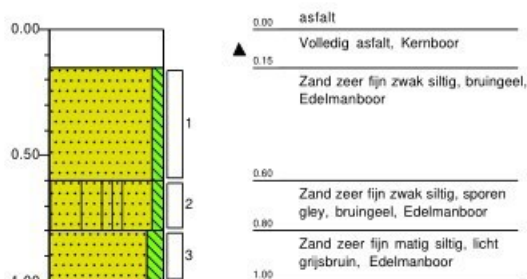 0.00
0.50
1.00
1
2
3
0.00 asfalt
Volledig asfalt, Kernboor
0.15
Zand zeer fijn zwak siltig, bruingeel,
Edelmanboor
0.60
Zand zeer fijn zwak siltig, sporen
gley, bruingeel, Edelmanboor
0.80
Zand zeer fijn matig siltig, licht
grijsbruin, Edelmanboor
1.00